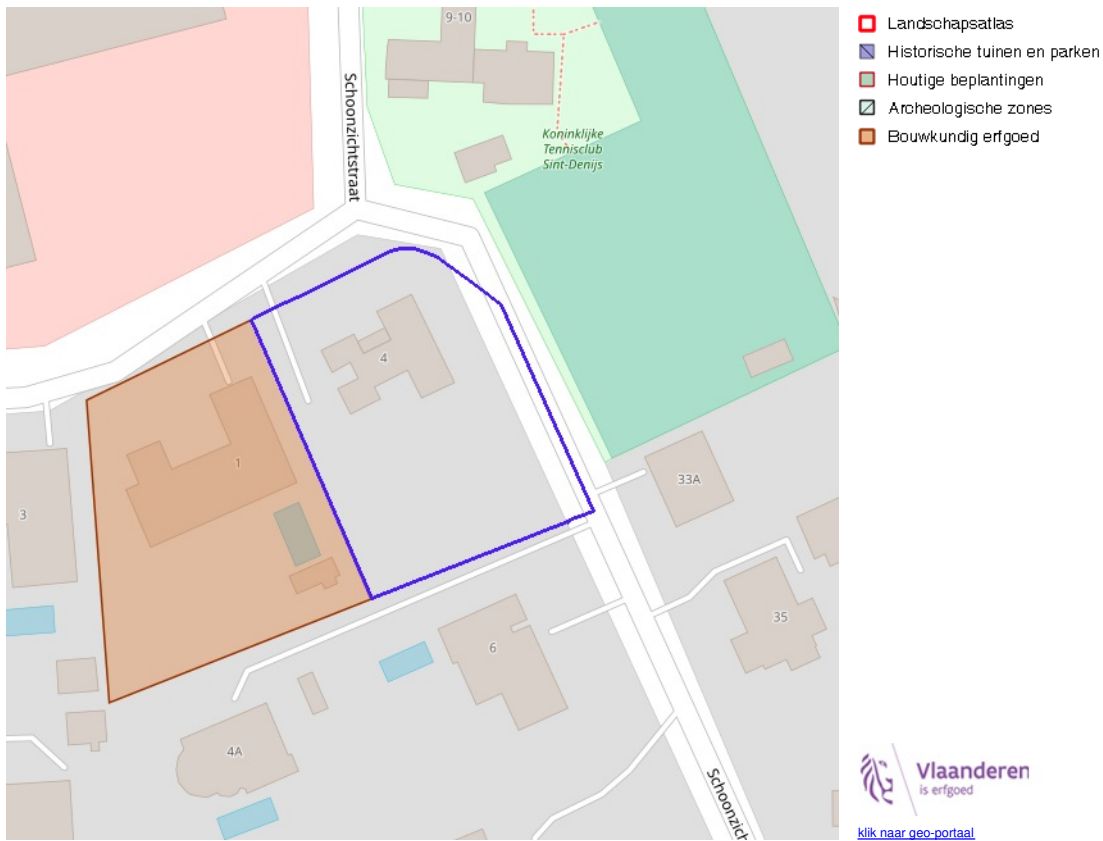 9-10
Schoonzichtstraat
Koninklijke
Tennisclub
Sint-Denijs
4
1
3
33A
35
6
4A
Schoonzich
Landschapsatlas
Historische tuinen en parken
Houtige beplantingen
Archeologische zones
Bouwkundig erfgoed
Vlaanderen
is erfgoed
klik naar geo-portaal